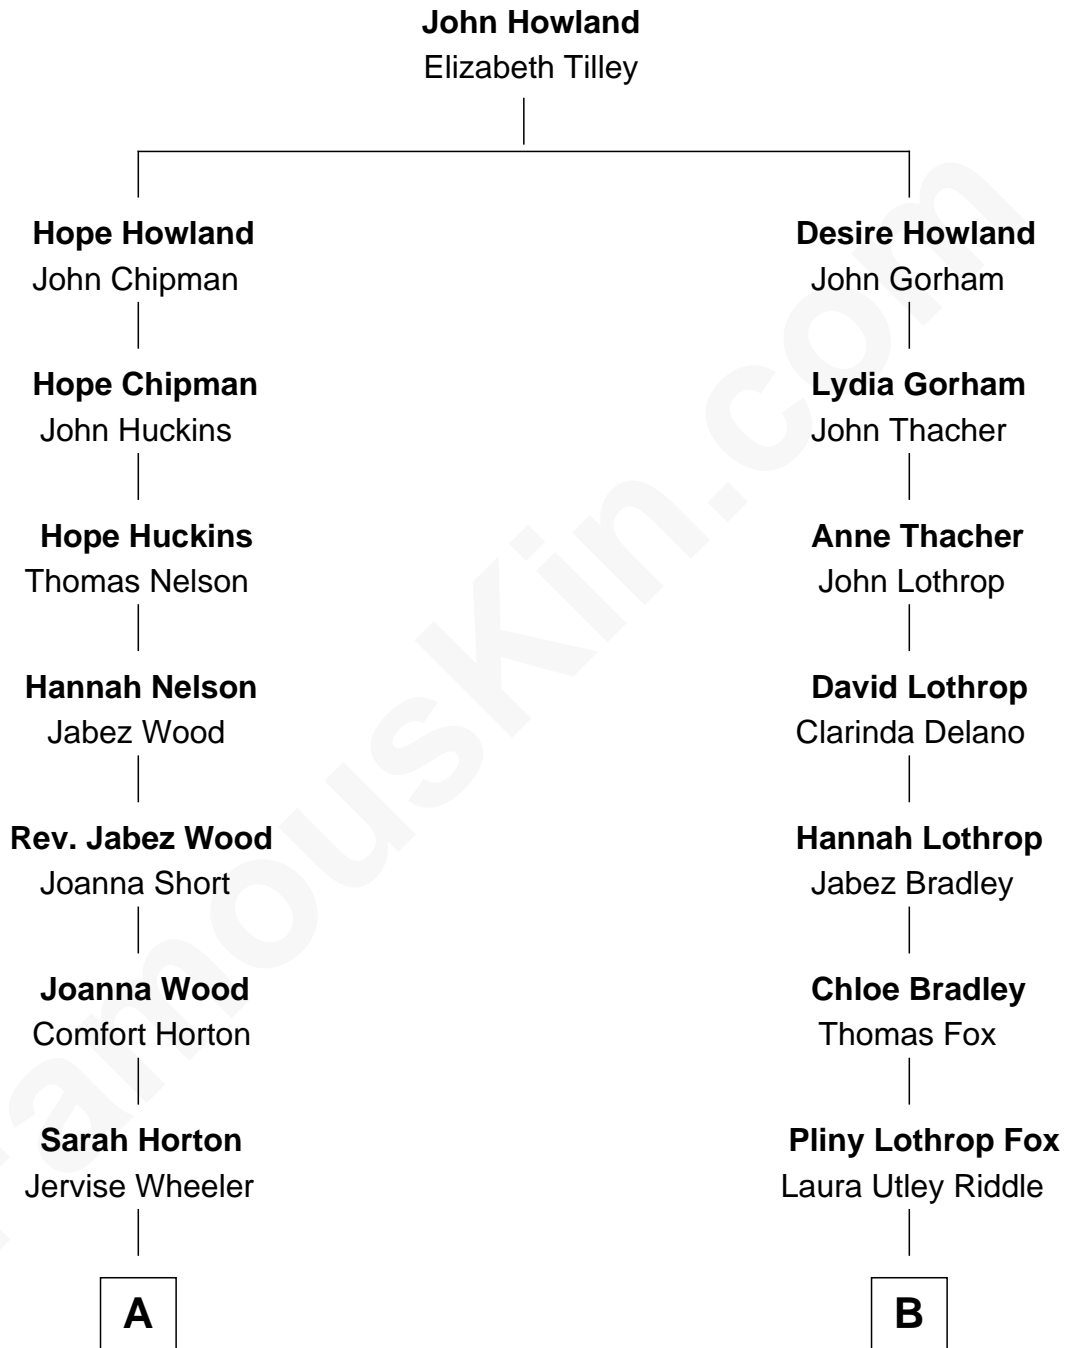 John Howland
Elizabeth Tilley
Hope Howland
John Chipman
Desire Howland
John Gorham
Hope Chipman
John Huckins
Lydia Gorham
John Thacher
Hope Huckins
Thomas Nelson
Anne Thacher
John Lothrop
Hannah Nelson
Jabez Wood
David Lothrop
Clarinda Delano
Rev. Jabez Wood
Joanna Short
Hannah Lothrop
Jabez Bradley
Joanna Wood
Comfort Horton
Chloe Bradley
Thomas Fox
Sarah Horton
Jervise Wheeler
Pliny Lothrop Fox
Laura Utley Riddle
A
B
FamousKin.com